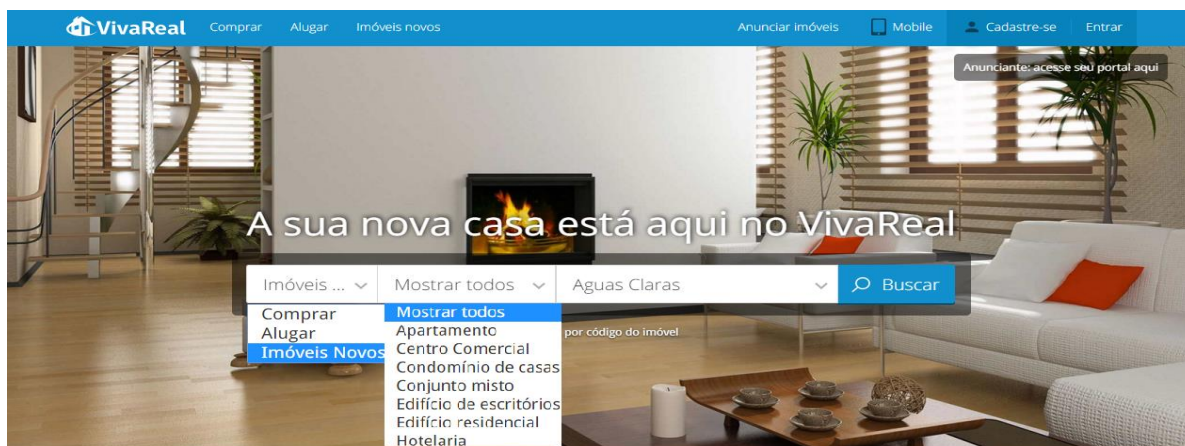 VivaReal Comprar Alugar Imóveis novos Anunciar imóveis Mobile Cadastre-se Entrar
Anunciante: acesse seu portal aqui
A sua nova casa está aqui no VivaReal
Imóveis ... Mostrar todos Aguas Claras Buscar
Comprar
Alugar
Imóveis Novos
Mostrar todos
Apartamento
Centro Comercial
Condomínio de casas
Conjunto misto
Edifício de escritórios
Edifício residencial
Hotelaria
por código do imóvel